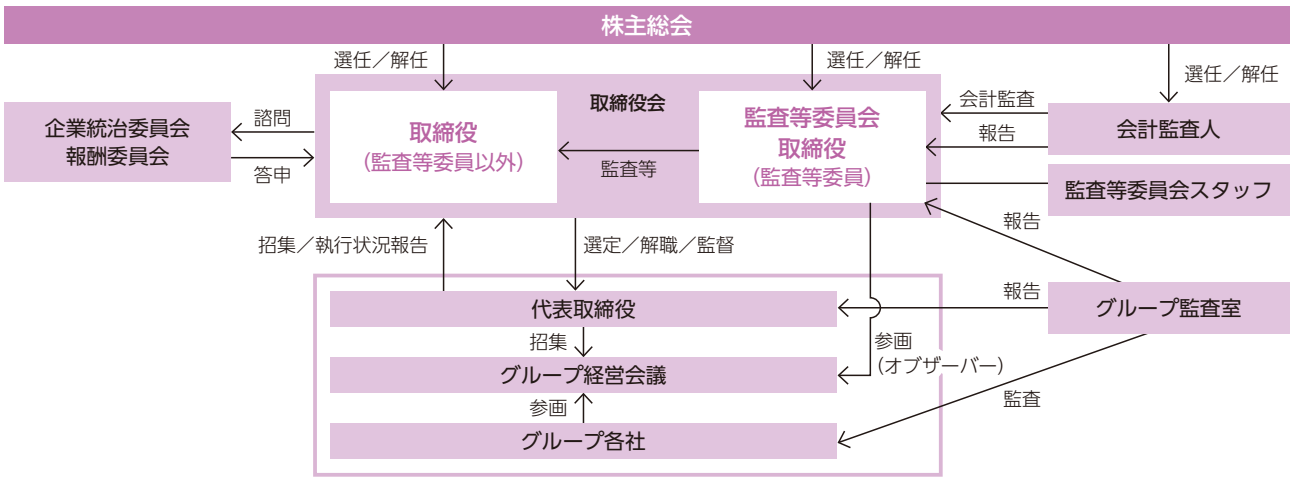 株主総会
選任／解任
選任／解任
選任／解任
取締役会
企業統治委員会
報酬委員会
諮問
答申
取締役
（監査等委員以外）
監査等
監査等委員会
取締役
（監査等委員）
会計監査
報告
会計監査人
監査等委員会スタッフ
招集／執行状況報告
選定／解職／監督
報告
代表取締役
報告
グループ監査室
招集
参画
（オブザーバー）
グループ経営会議
参画
監査
グループ各社